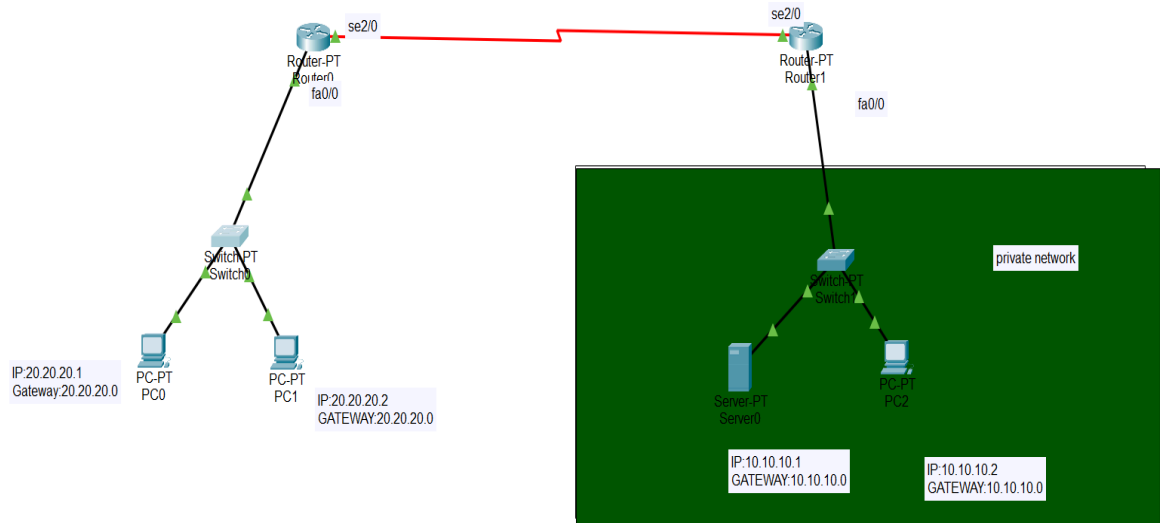 se2/0
se2/0
Router-PT
Router0
fa0/0
Router-PT
Router1
fa0/0
Switch-PT
Switch0
private network
Switch-PT
Switch1
IP:20.20.20.1
Gateway:20.20.20.0
PC-PT
PC0
PC-PT
PC1
IP:20.20.20.2
GATEWAY:20.20.20.0
Server-PT
Server0
PC-PT
PC2
IP:10.10.10.1
GATEWAY:10.10.10.0
IP:10.10.10.2
GATEWAY:10.10.10.0